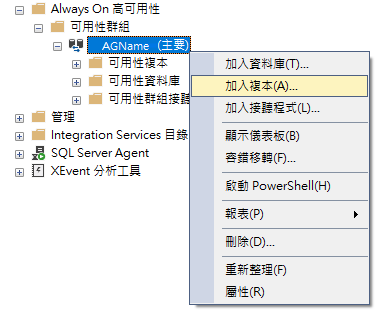 Always On 高可用性
可用性群組
AGName (主要)
可用性複本
可用性資料庫
可用性群組接聽
管理
Integration Services 目錄
SQL Server Agent
XEvent 分析工具
加入資料庫(T)...
加入複本(A)...
加入接聽程式(L)...
顯示儀表板(B)
容錯移轉(F)...
啟動 PowerShell(H)
報表(P)
刪除(D)...
重新整理(F)
屬性(R)